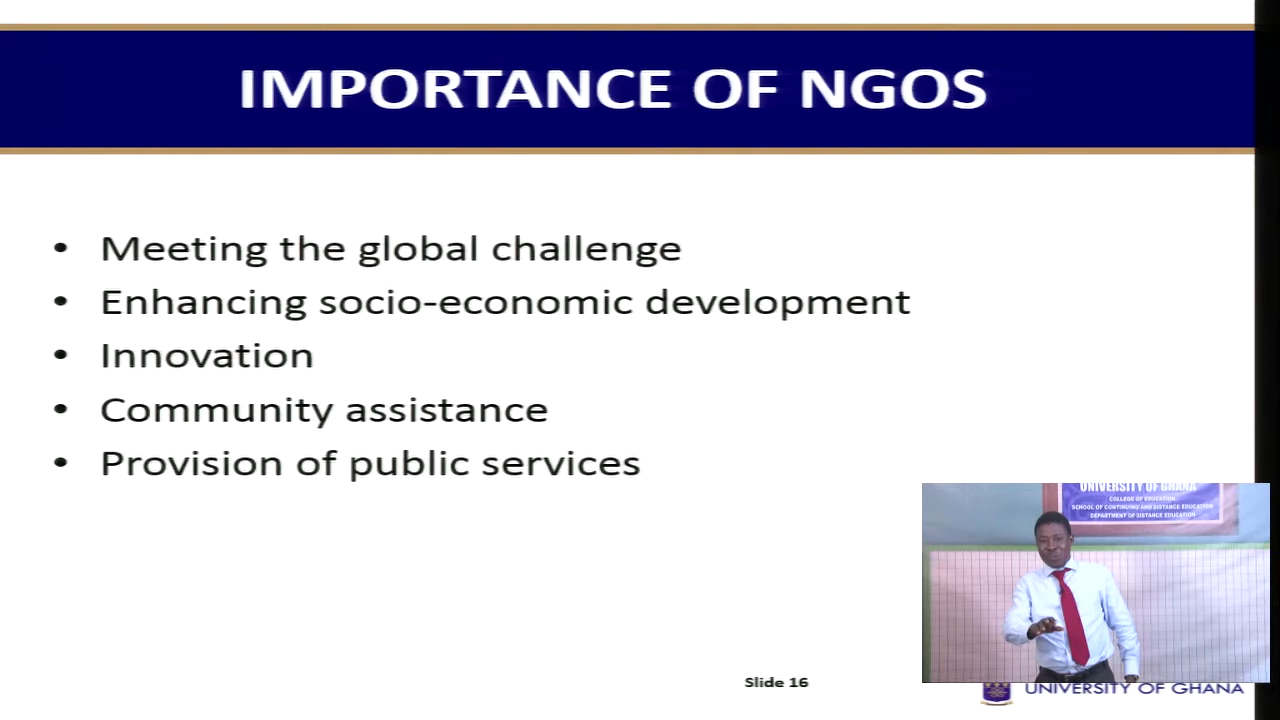 IMPORTANCE OF NGOS
• Meeting the global challenge
• Enhancing socio-economic development
• Innovation
• Community assistance
• Provision of public services
UNIVERSITY OF GHANA
COLLEGE OF EDUCATION
SCHOOL OF CONTINUING AND DISTANCE EDUCATION
DEPARTMENT OF DISTANCE EDUCATION
Slide 16
UNIVERSITY OF GHANA